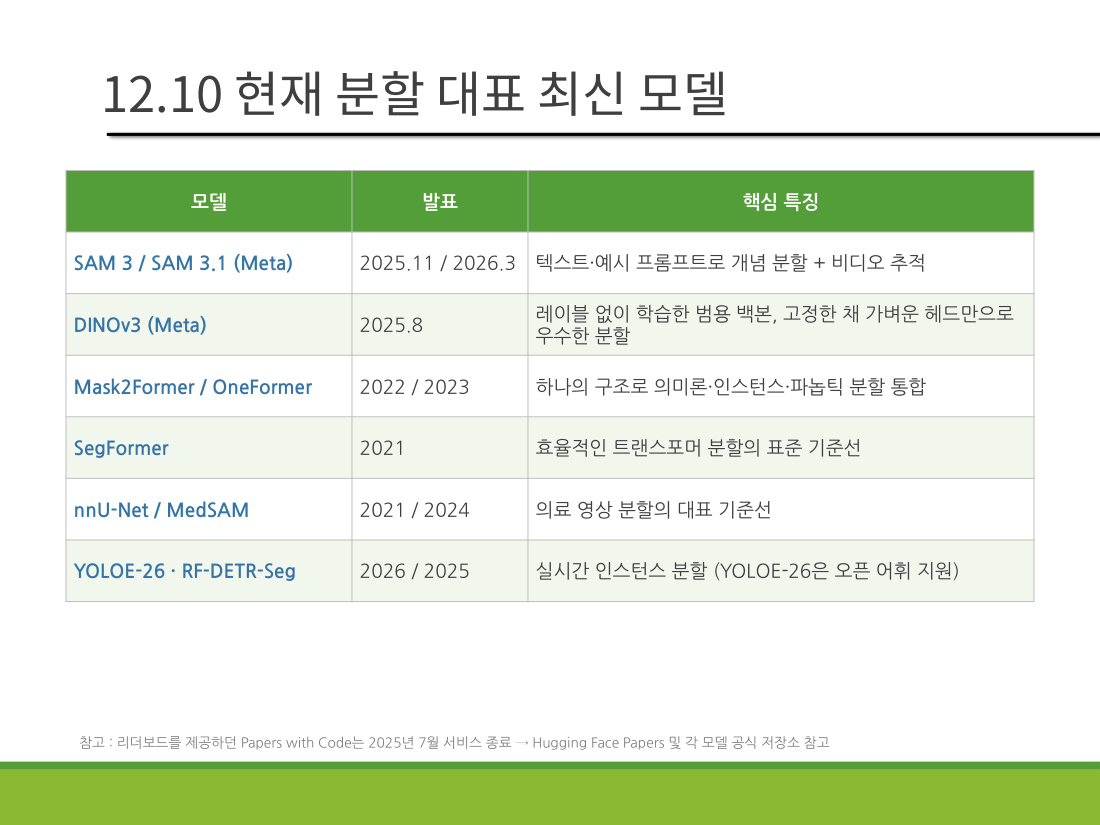 12.10 현재 분할 대표 최신 모델
모델 발표 핵심 특징
SAM 3 / SAM 3.1 (Meta) 2025.11 / 2026.3 텍스트·예시 프롬프트로 개념 분할 + 비디오 추적
DINOv3 (Meta) 2025.8 레이블 없이 학습한 범용 백본, 고정한 채 가벼운 헤드만으로
우수한 분할
Mask2Former / OneFormer 2022 / 2023 하나의 구조로 의미론·인스턴스·파놉틱 분할 통합
SegFormer 2021 효율적인 트랜스포머 분할의 표준 기준선
nnU-Net / MedSAM 2021 / 2024 의료 영상 분할의 대표 기준선
YOLOE-26 · RF-DETR-Seg 2026 / 2025 실시간 인스턴스 분할 (YOLOE-26은 오픈 어휘 지원)
참고 : 리더보드를 제공하던 Papers with Code는 2025년 7월 서비스 종료 → Hugging Face Papers 및 각 모델 공식 저장소 참고